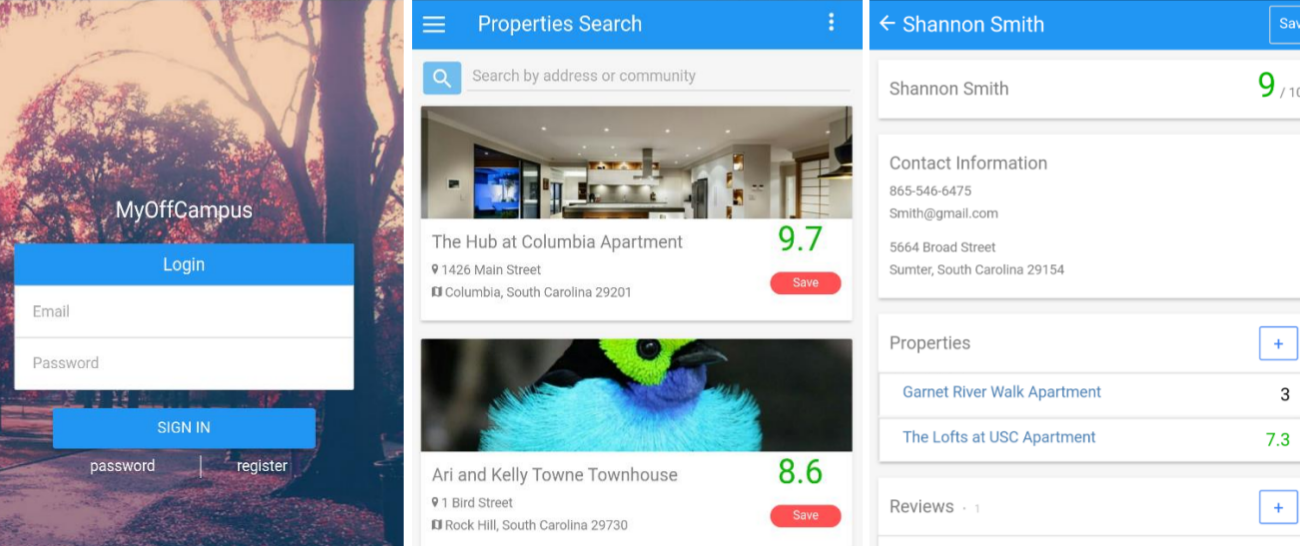 MyOffCampus
Login
Email
Password
SIGN IN
password | register
Properties Search
Search by address or community
The Hub at Columbia Apartment
9.7
1426 Main Street
Columbia, South Carolina 29201
Save
Ari and Kelly Towne Townhouse
8.6
1 Bird Street
Rock Hill, South Carolina 29730
Save
Shannon Smith
Sav
Shannon Smith
9 / 10
Contact Information
865-546-6475
Smith@gmail.com
5664 Broad Street
Sumter, South Carolina 29154
Properties
+
Garnet River Walk Apartment
3
The Lofts at USC Apartment
7.3
Reviews · 1
+